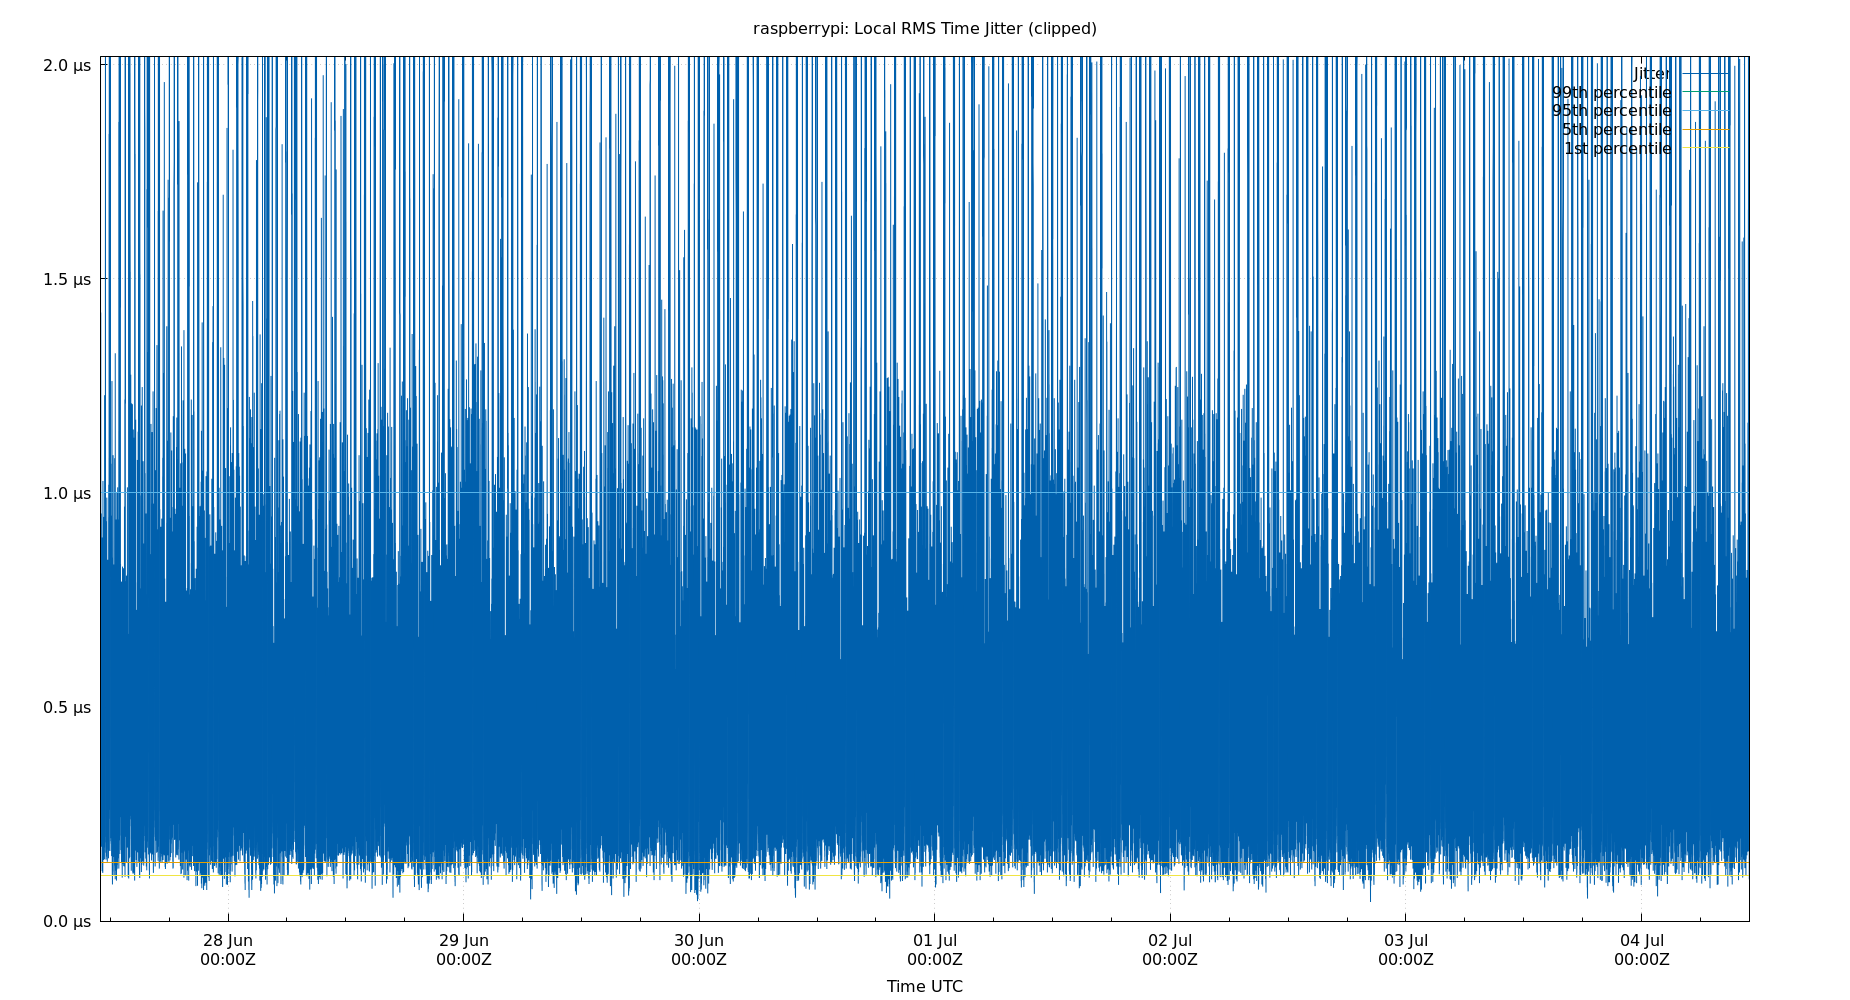 raspberrypi: Local RMS Time Jitter (clipped)
2.0 µs
1.5 µs
1.0 µs
0.5 µs
0.0 µs
Jitter
99th percentile
95th percentile
5th percentile
1st percentile
28 Jun 29 Jun 30 Jun 01 Jul 02 Jul 03 Jul 04 Jul
00:00Z 00:00Z 00:00Z 00:00Z 00:00Z 00:00Z 00:00Z
Time UTC